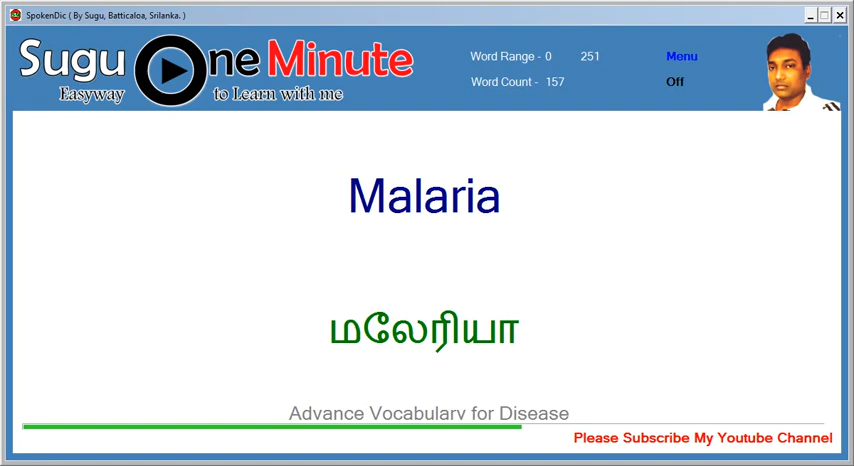 SpokenDic ( By Sugu, Batticaloa, Srilanka. )
Sugu One Minute
Easyway to Learn with me
Word Range - 0 251
Menu
Word Count - 157
Off
Malaria
மலேரியா
Advance Vocabulary for Disease
Please Subscribe My Youtube Channel